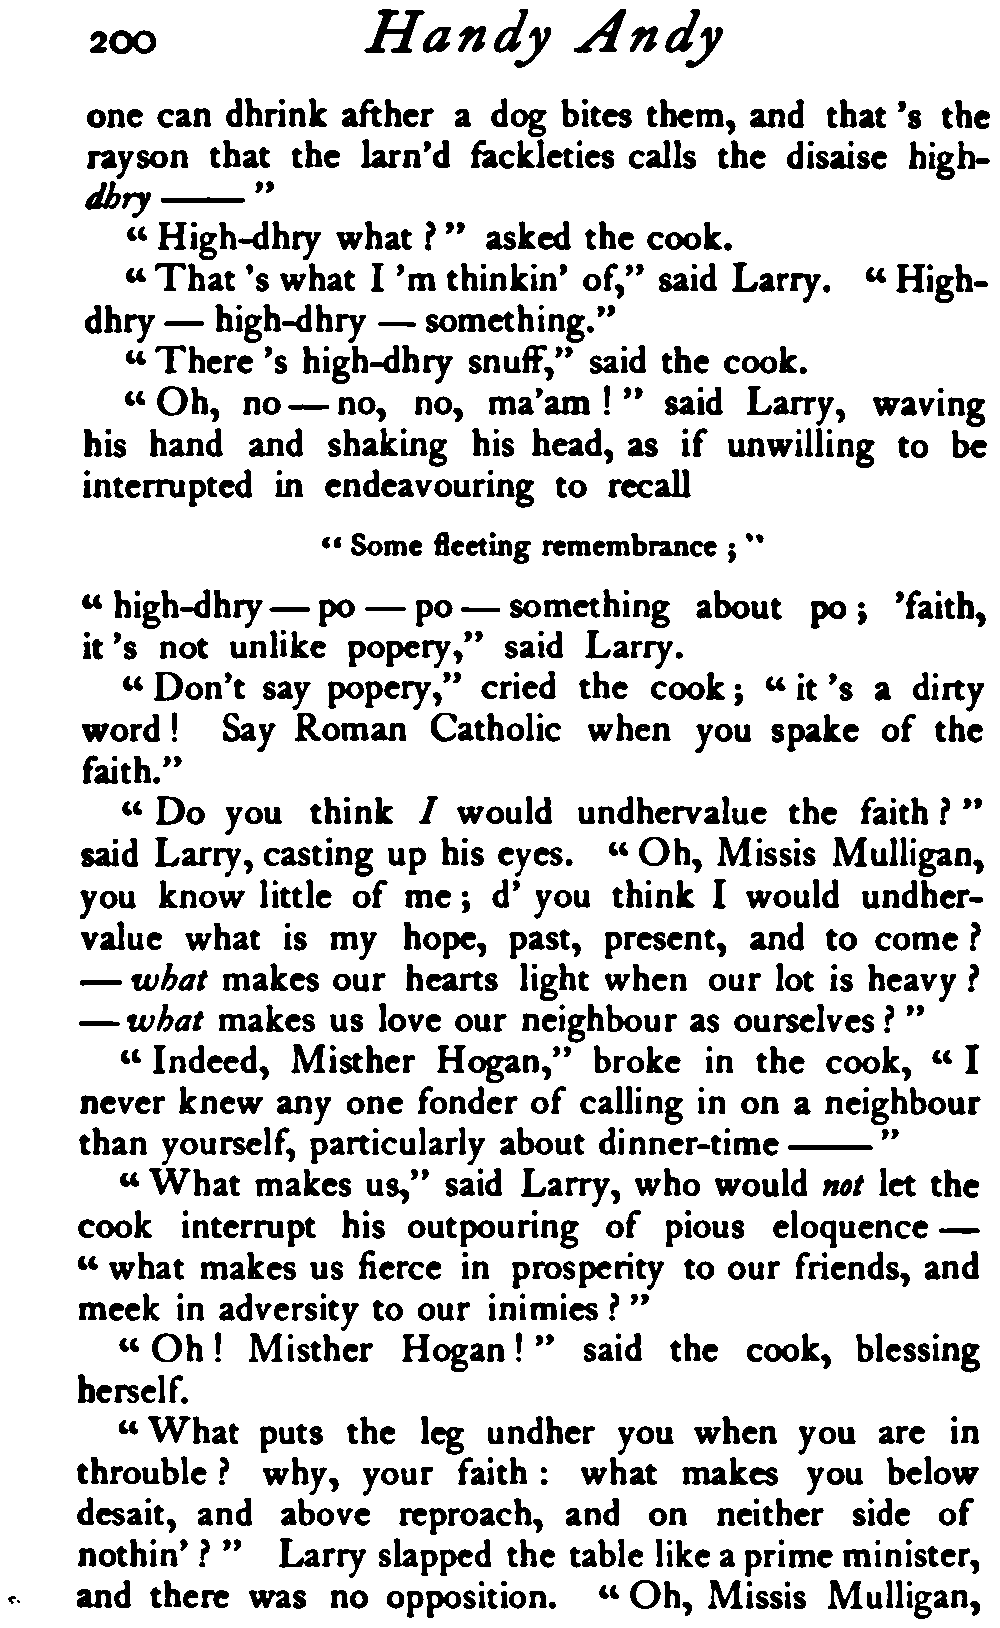 200 Handy Andy
one can dhrink afther a dog bites them, and that 's the
rayson that the larn'd fackleties calls the disaise high-
dhry —— "
" High-dhry what ? " asked the cook.
" That 's what I 'm thinkin' of," said Larry. " High-
dhry — high-dhry — something."
" There 's high-dhry snuff," said the cook.
" Oh, no — no, no, ma'am ! " said Larry, waving
his hand and shaking his head, as if unwilling to be
interrupted in endeavouring to recall
" Some fleeting remembrance ; "
" high-dhry — po — po — something about po ; 'faith,
it 's not unlike popery," said Larry.
" Don't say popery," cried the cook ; " it 's a dirty
word ! Say Roman Catholic when you spake of the
faith."
" Do you think I would undhervalue the faith ? "
said Larry, casting up his eyes. " Oh, Missis Mulligan,
you know little of me ; d' you think I would undher-
value what is my hope, past, present, and to come ?
— what makes our hearts light when our lot is heavy ?
— what makes us love our neighbour as ourselves ? "
" Indeed, Misther Hogan," broke in the cook, " I
never knew any one fonder of calling in on a neighbour
than yourself, particularly about dinner-time —— "
" What makes us," said Larry, who would not let the
cook interrupt his outpouring of pious eloquence —
" what makes us fierce in prosperity to our friends, and
meek in adversity to our inimies ? "
" Oh ! Misther Hogan ! " said the cook, blessing
herself.
" What puts the leg undher you when you are in
throuble ? why, your faith : what makes you below
desait, and above reproach, and on neither side of
nothin' ? " Larry slapped the table like a prime minister,
and there was no opposition. " Oh, Missis Mulligan,